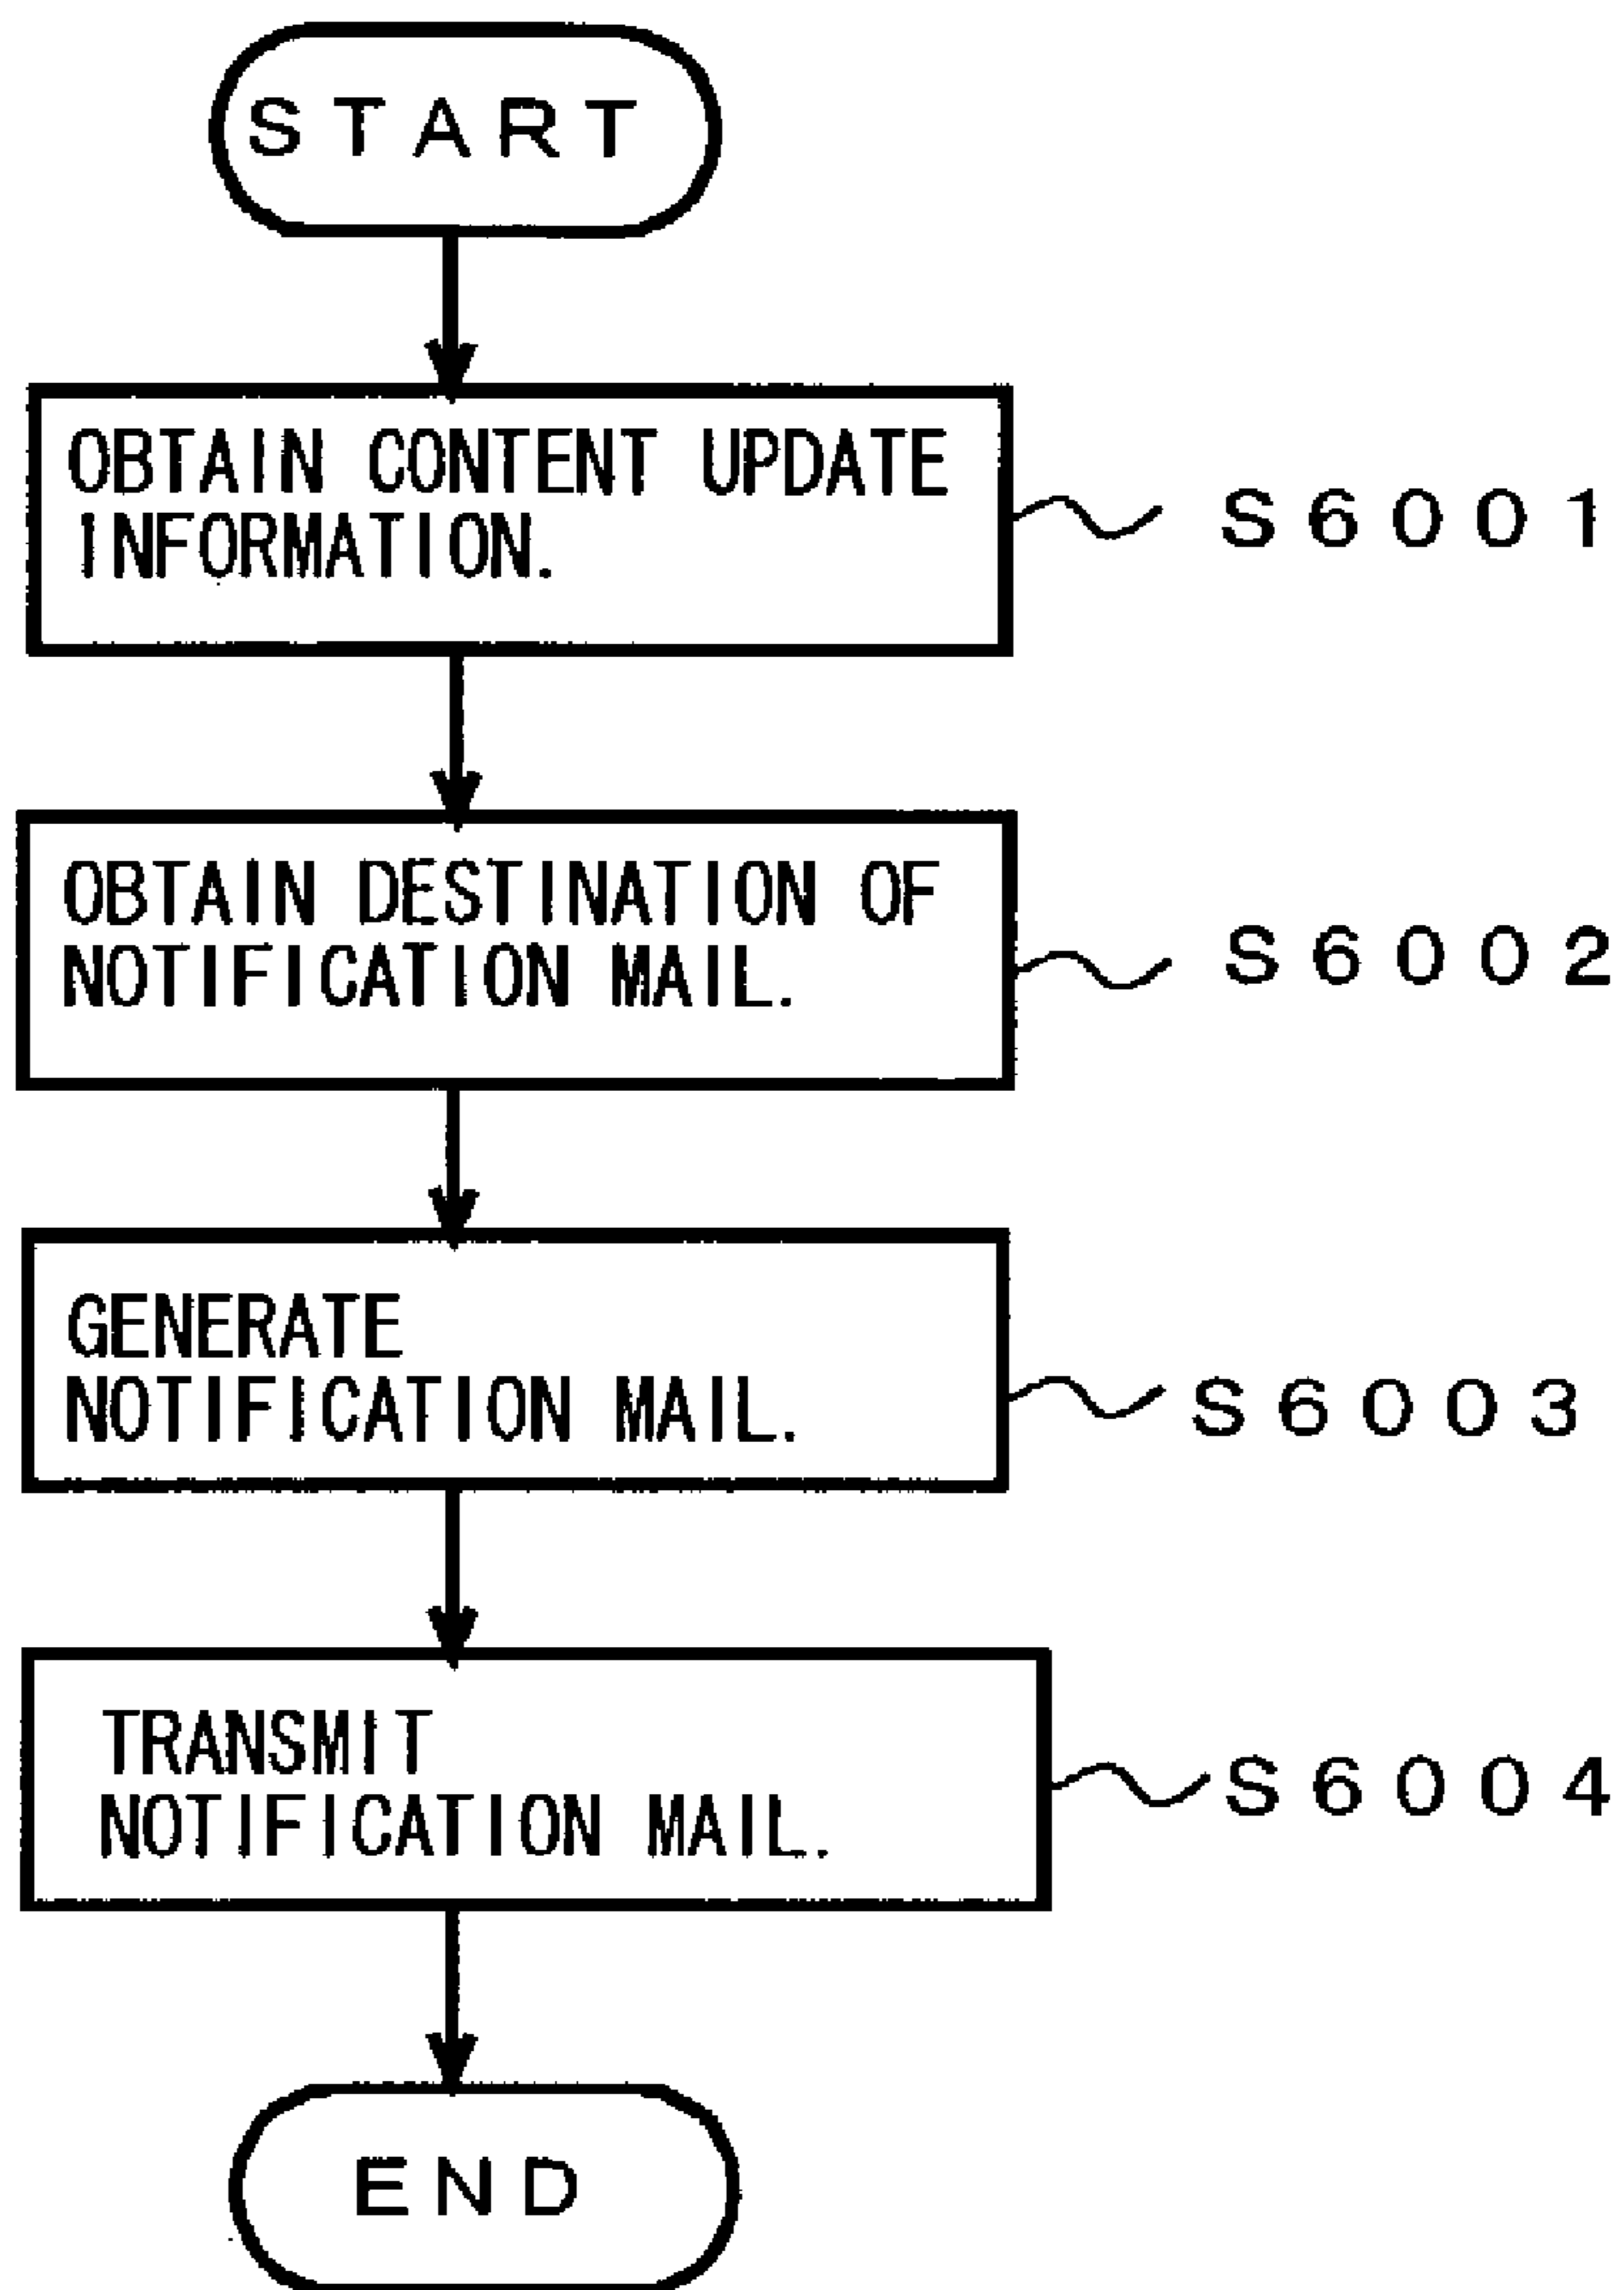 START
OBTAIN CONTENT UPDATE
INFORMATION.
S6001
OBTAIN DESTINATION OF
NOTIFICATION MAIL.
S6002
GENERATE
NOTIFICATION MAIL.
S6003
TRANSMIT
NOTIFICATION MAIL.
S6004
END